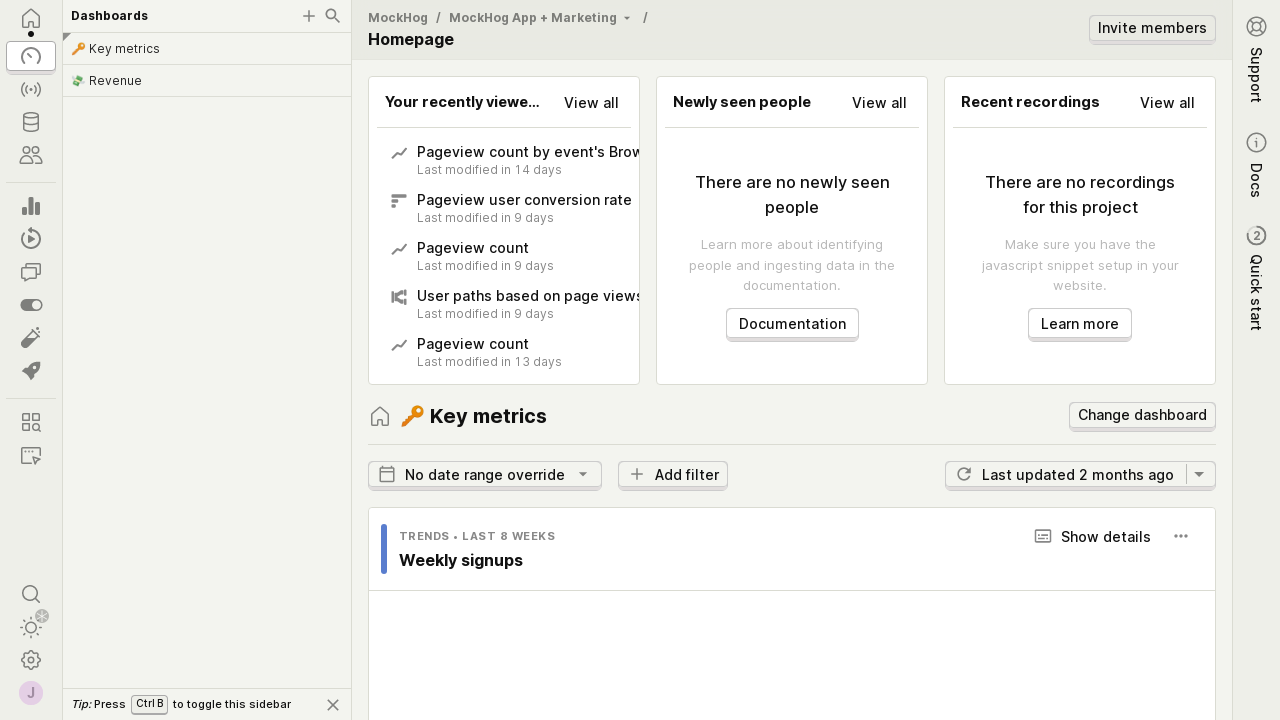 Dashboards
🔑 Key metrics
💸 Revenue
Tip: Press Ctrl B to toggle this sidebar
J
MockHog / MockHog App + Marketing /
Homepage
Invite members
Your recently viewe... View all
Pageview count by event's Brow
Last modified in 14 days
Pageview user conversion rate
Last modified in 9 days
Pageview count
Last modified in 9 days
User paths based on page views
Last modified in 9 days
Pageview count
Last modified in 13 days
Newly seen people View all
There are no newly seen
people
Learn more about identifying
people and ingesting data in the
documentation.
Documentation
Recent recordings View all
There are no recordings
for this project
Make sure you have the
javascript snippet setup in your
website.
Learn more
🔑 Key metrics
Change dashboard
No date range override
Add filter
Last updated 2 months ago
TRENDS • LAST 8 WEEKS
Weekly signups
Show details
Support
Docs
2
Quick start